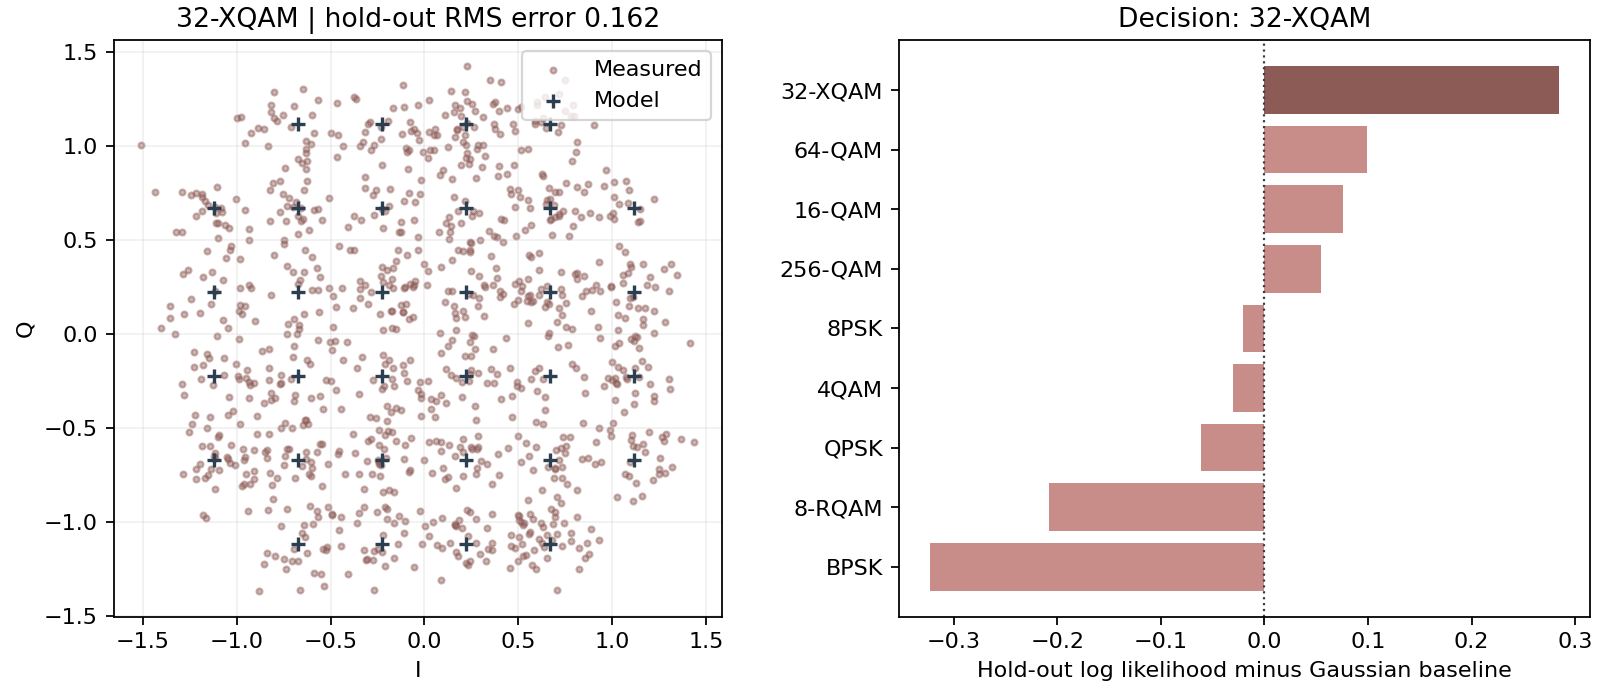 32-XQAM | hold-out RMS error 0.162
Measured
Model
1.5
1.0
0.5
0.0
−0.5
−1.0
−1.5
Q
−1.5
−1.0
−0.5
0.0
0.5
1.0
1.5
I
Decision: 32-XQAM
32-XQAM
64-QAM
16-QAM
256-QAM
8PSK
4QAM
QPSK
8-RQAM
BPSK
−0.3
−0.2
−0.1
0.0
0.1
0.2
0.3
Hold-out log likelihood minus Gaussian baseline